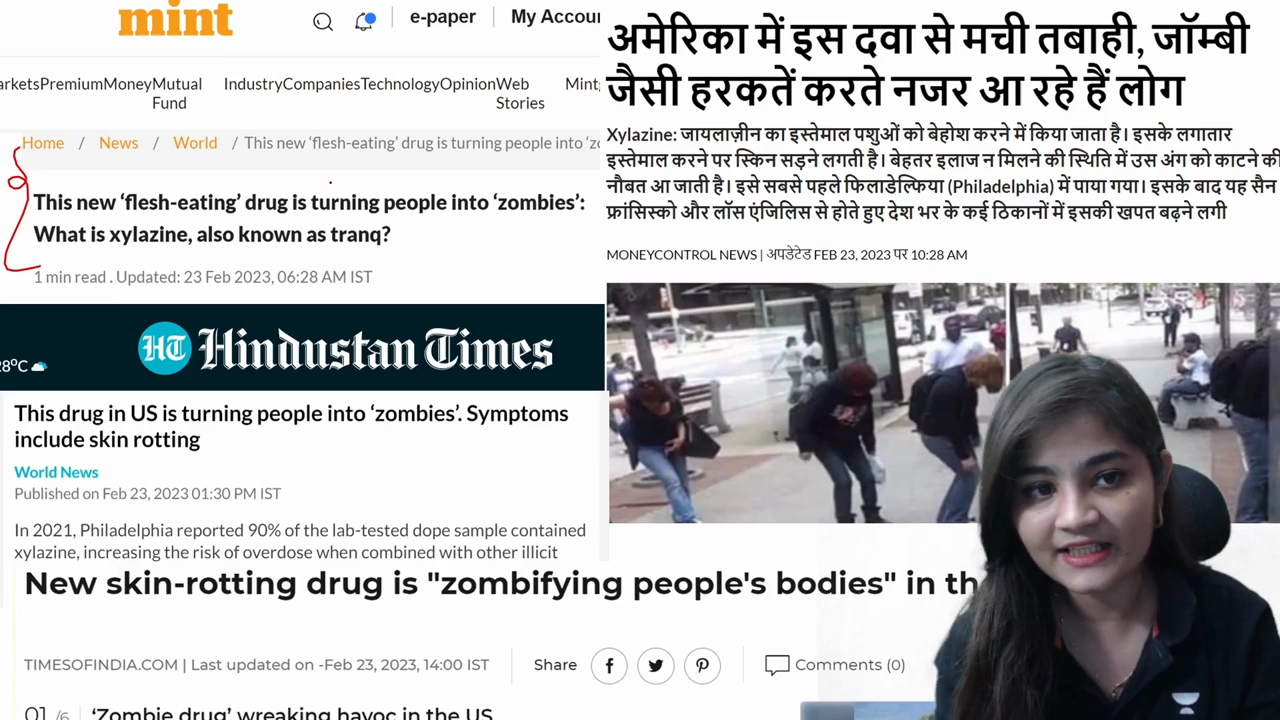 mint
e-paper
My Accou
arketsPremiumMoneyMutual Fund
IndustryCompaniesTechnologyOpinionWeb Stories
Mint
Home / News / World / This new ‘flesh-eating’ drug is turning people into ‘zo
This new ‘flesh-eating’ drug is turning people into ‘zombies’:
What is xylazine, also known as tranq?
1 min read . Updated: 23 Feb 2023, 06:28 AM IST
HT Hindustan Times
28°C
This drug in US is turning people into ‘zombies’. Symptoms
include skin rotting
World News
Published on Feb 23, 2023 01:30 PM IST
In 2021, Philadelphia reported 90% of the lab-tested dope sample contained
xylazine, increasing the risk of overdose when combined with other illicit
अमेरिका में इस दवा से मची तबाही, जॉम्बी
जैसी हरकतें करते नजर आ रहे हैं लोग
Xylazine: जायलाज़ीन का इस्तेमाल पशुओं को बेहोश करने में किया जाता है। इसके लगातार
इस्तेमाल करने पर स्किन सड़ने लगती है। बेहतर इलाज न मिलने की स्थिति में उस अंग को काटने की
नौबत आ जाती है। इसे सबसे पहले फिलाडेल्फिया (Philadelphia) में पाया गया। इसके बाद यह सैन
फ्रांसिस्को और लॉस एंजिलिस से होते हुए देश भर के कई ठिकानों में इसकी खपत बढ़ने लगी
MONEYCONTROL NEWS | अपडेटेड FEB 23, 2023 पर 10:28 AM
New skin-rotting drug is "zombifying people's bodies" in th
TIMESOFINDIA.COM | Last updated on -Feb 23, 2023, 14:00 IST
Share
Comments (0)
01 /6 ‘Zombie drug’ wreaking havoc in the US